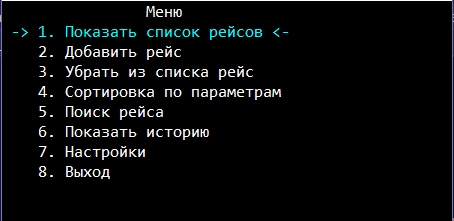 Меню
-> 1. Показать список рейсов <-
2. Добавить рейс
3. Убрать из списка рейс
4. Сортировка по параметрам
5. Поиск рейса
6. Показать историю
7. Настройки
8. Выход